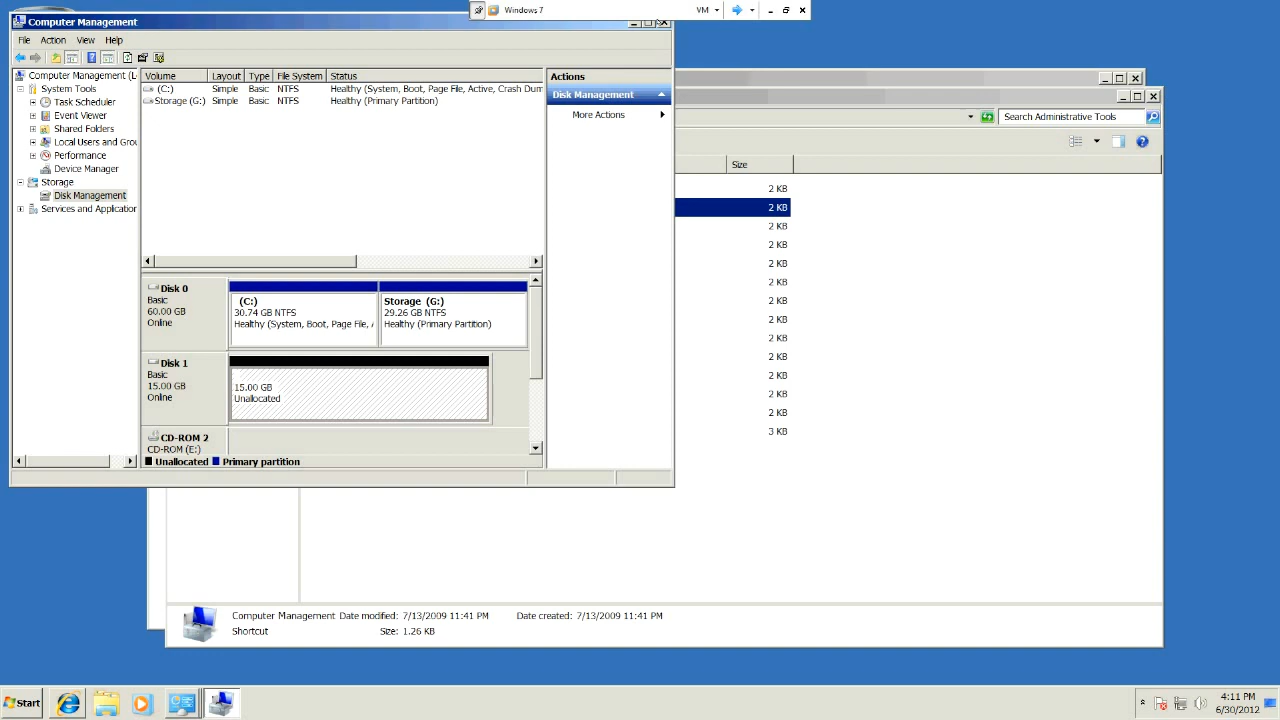 Windows 7
VM
Computer Management
File Action View Help
Computer Management (L
System Tools
Task Scheduler
Event Viewer
Shared Folders
Local Users and Grou
Performance
Device Manager
Storage
Disk Management
Services and Application
Volume Layout Type File System Status
(C:) Simple Basic NTFS Healthy (System, Boot, Page File, Active, Crash Dum
Storage (G:) Simple Basic NTFS Healthy (Primary Partition)
Actions
Disk Management
More Actions
Search Administrative Tools
Size
2 KB
2 KB
2 KB
2 KB
2 KB
2 KB
2 KB
2 KB
2 KB
2 KB
2 KB
2 KB
2 KB
3 KB
Disk 0
Basic
60.00 GB
Online
(C:)
30.74 GB NTFS
Healthy (System, Boot, Page File, A
Storage (G:)
29.26 GB NTFS
Healthy (Primary Partition)
Disk 1
Basic
15.00 GB
Online
15.00 GB
Unallocated
CD-ROM 2
CD-ROM (E:)
Unallocated Primary partition
Computer Management Date modified: 7/13/2009 11:41 PM Date created: 7/13/2009 11:41 PM
Shortcut Size: 1.26 KB
Start
4:11 PM
6/30/2012